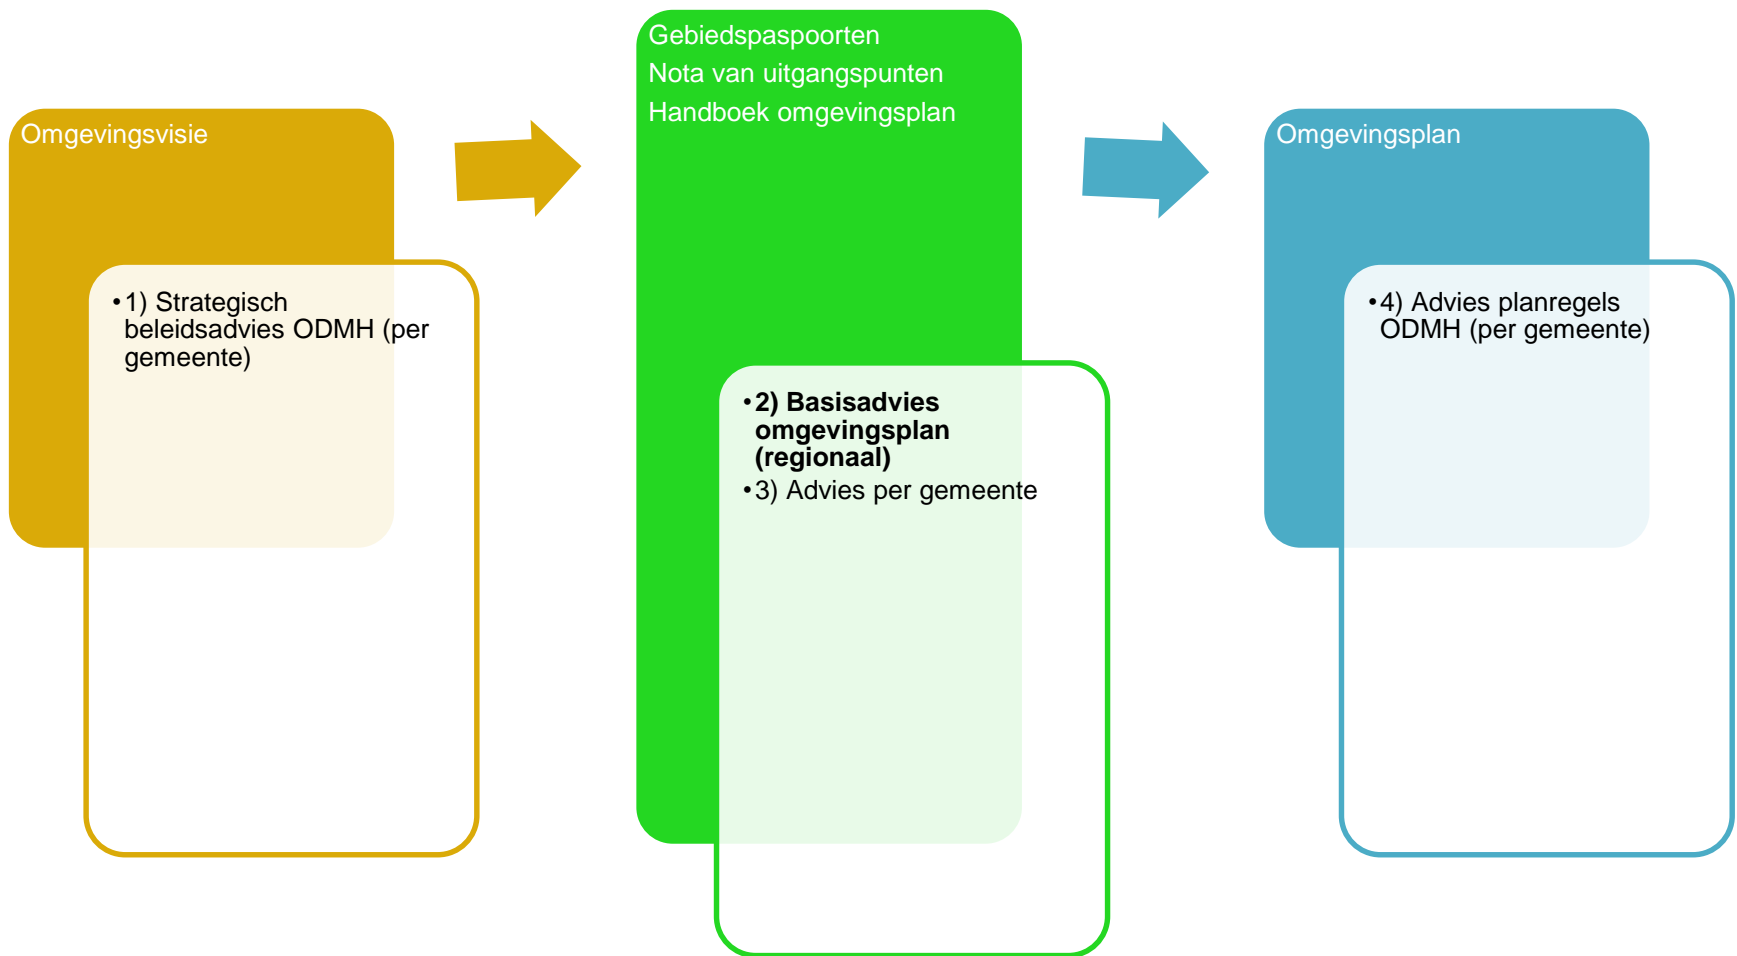 Omgevingsvisie
•1) Strategisch
beleidsadvies ODMH (per
gemeente)
Gebiedspaspoorten
Nota van uitgangspunten
Handboek omgevingsplan
•2) Basisadvies
omgevingsplan
(regionaal)
•3) Advies per gemeente
Omgevingsplan
•4) Advies planregels
ODMH (per gemeente)